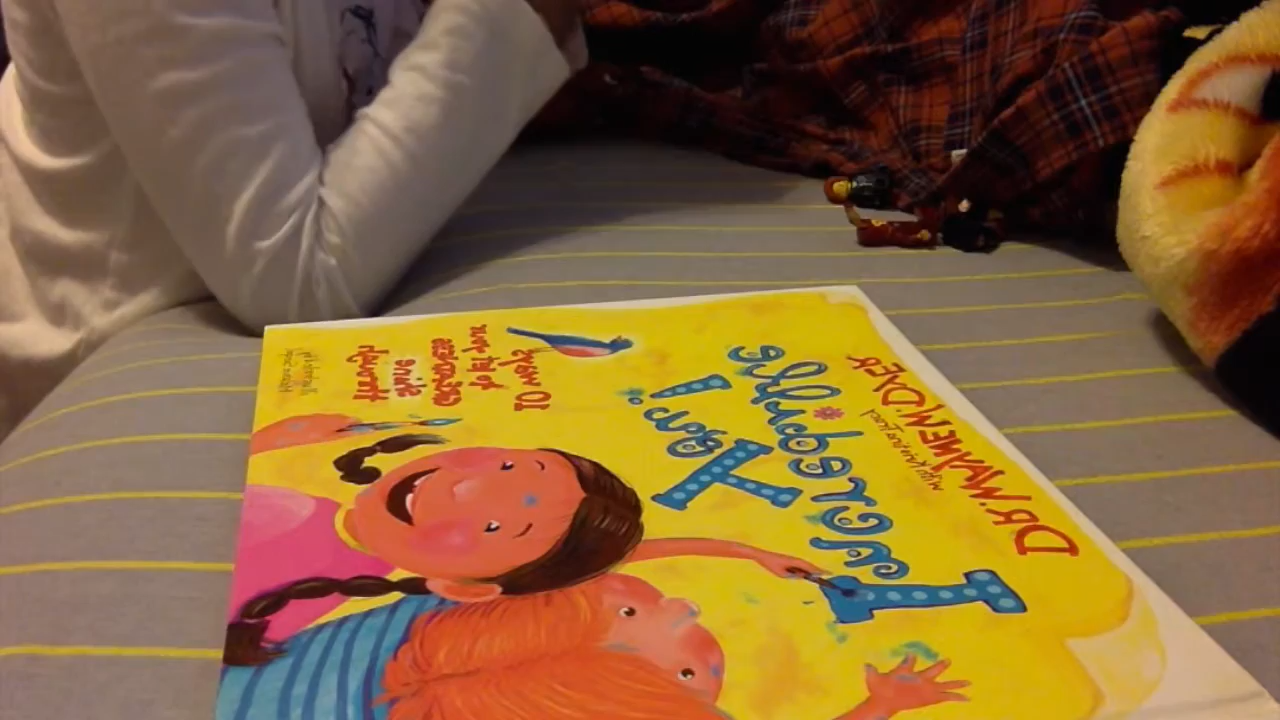 DR. WAYNE W. DYER
with Kristina Tracy
Incredible
You!
10 WAYS
to let your
GREATNESS
Shine
through